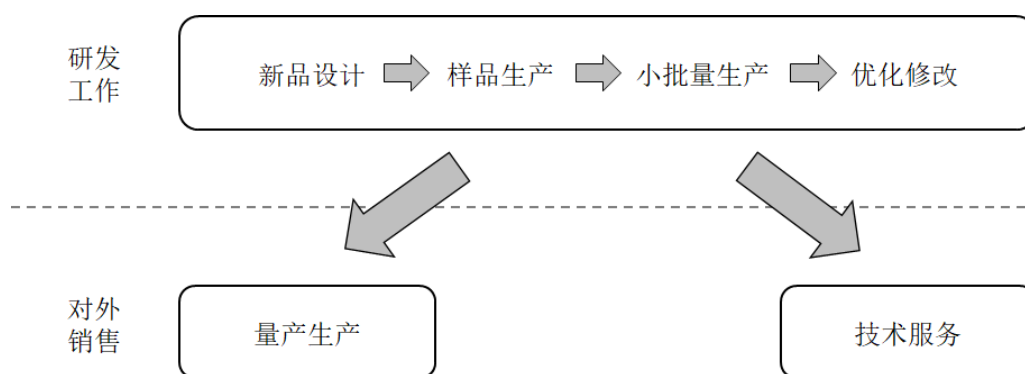 研发
工作
新品设计 样品生产 小批量生产 优化修改
对外
销售
量产生产 技术服务